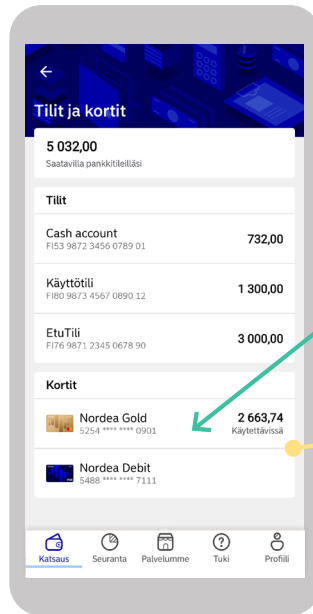 Tilit ja kortit
5 032,00
Saatavilla pankkitileilläsi
Tilit
Cash account 732,00
FI53 9872 3456 0789 01
Käyttötili 1 300,00
FI80 9873 4567 0890 12
EtuTili 3 000,00
FI76 9871 2345 0678 90
Kortit
Nordea Gold 2 663,74
5254 **** **** 0901 Käytettävissä
Nordea Debit
5488 **** **** 7111
Katsaus Seuranta Palvelumme Tuki Profiili